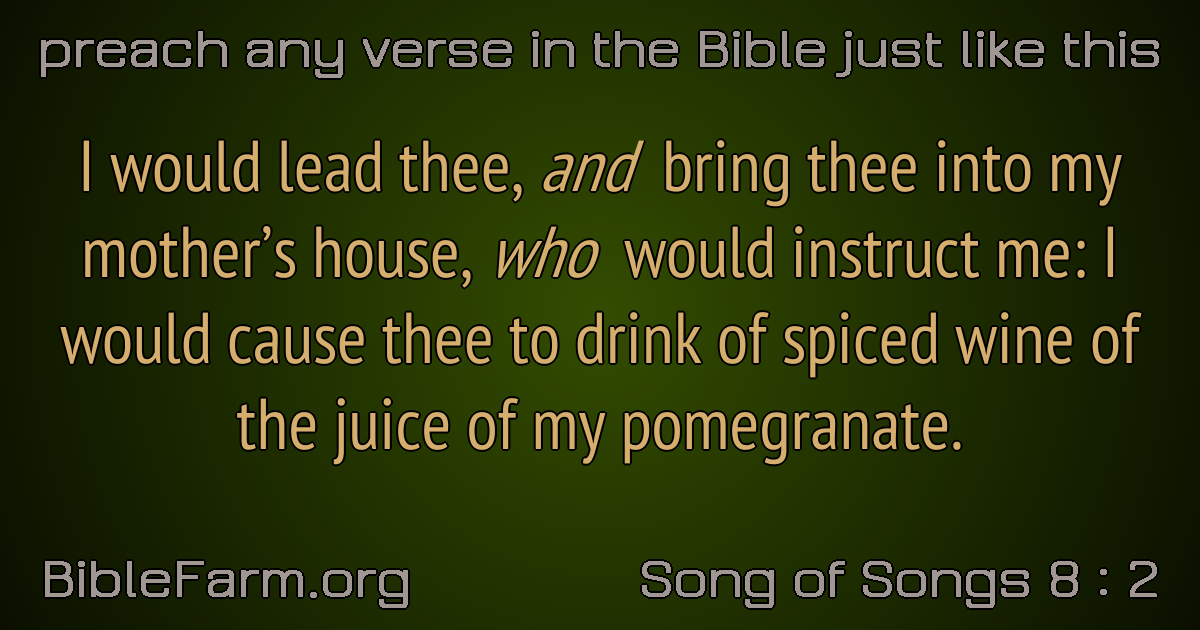 preach any verse in the Bible just like this
I would lead thee, and bring thee into my
mother’s house, who would instruct me: I
would cause thee to drink of spiced wine of
the juice of my pomegranate.
BibleFarm.org
Song of Songs 8 : 2